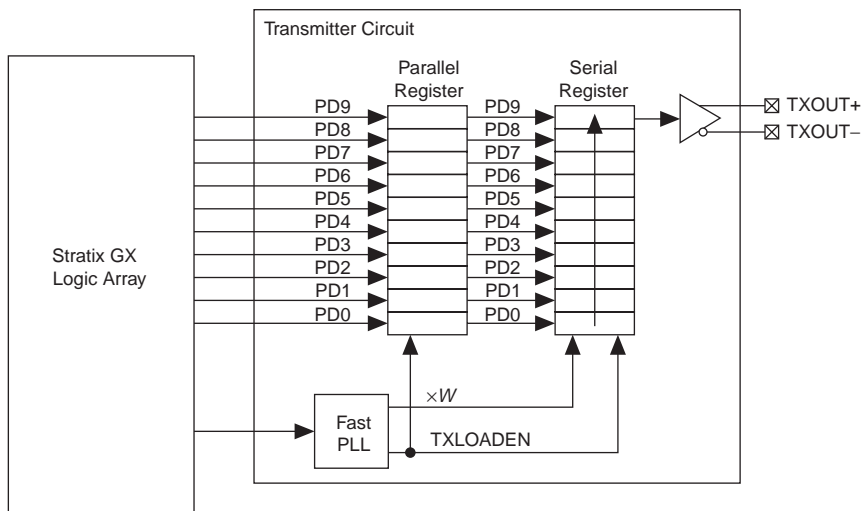 Transmitter Circuit
Parallel
Register
Serial
Register
PD9 PD9
PD8 PD8
PD7 PD7
PD6 PD6
PD5 PD5
PD4 PD4
PD3 PD3
PD2 PD2
PD1 PD1
PD0 PD0
TXOUT+
TXOUT−
Stratix GX
Logic Array
×W
Fast
PLL
TXLOADEN